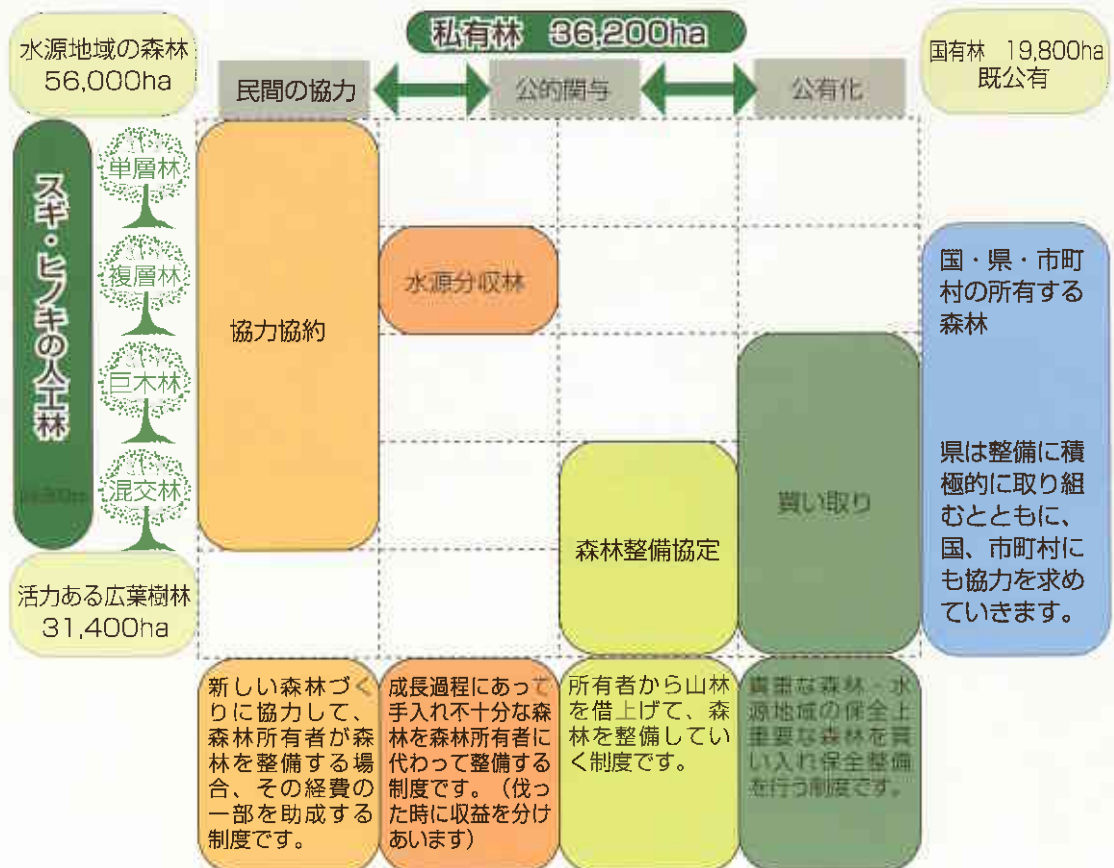 水源地域の森林
56,000ha
私有林 36,200ha
国有林 19,800ha
既公有
民間の協力
公的関与
公有化
スギ・ヒノキの人工林
単層林
複層林
巨木林
混交林
活力ある広葉樹林
31,400ha
協力協約
水源分収林
森林整備協定
買い取り
国・県・市町
村の所有する
森林
県は整備に積
極的に取り組
むとともに、
国、市町村に
も協力を求め
ていきます。
新しい森林づく
りに協力して、
森林所有者が森
林を整備する場
合、その経費の
一部を助成する
制度です。
成長過程にあって
手入れ不十分な森
林を森林所有者に
代わって整備する
制度です。（伐っ
た時に収益を分け
あいます）
所有者から山林
を借上げて、森
林を整備してい
く制度です。
貴重な森林・水
源地域の保全上
重要な森林を買
い入れ保全整備
を行う制度です。